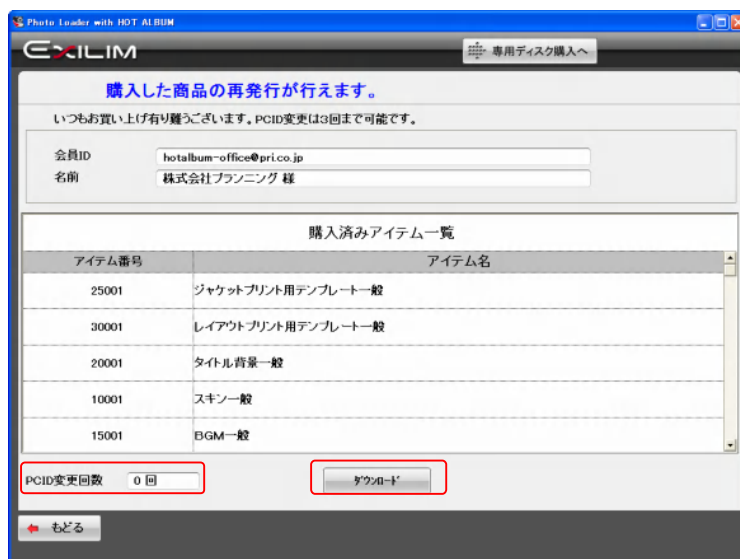 Photo Loader with HOT ALBUM
EXILIM
専用ディスク購入へ
購入した商品の再発行が行えます。
いつもお買い上げ有り難うございます。PCID変更は3回まで可能です。
会員ID hotalbum-office@pri.co.jp
名前 株式会社プランニング 様
購入済みアイテム一覧
アイテム番号 アイテム名
25001 ジャケットプリント用テンプレート一般
30001 レイアウトプリント用テンプレート一般
20001 タイトル背景一般
10001 スキン一般
15001 BGM一般
PCID変更回数 0 回 ﾀﾞｳﾝﾛｰﾄﾞ
もどる